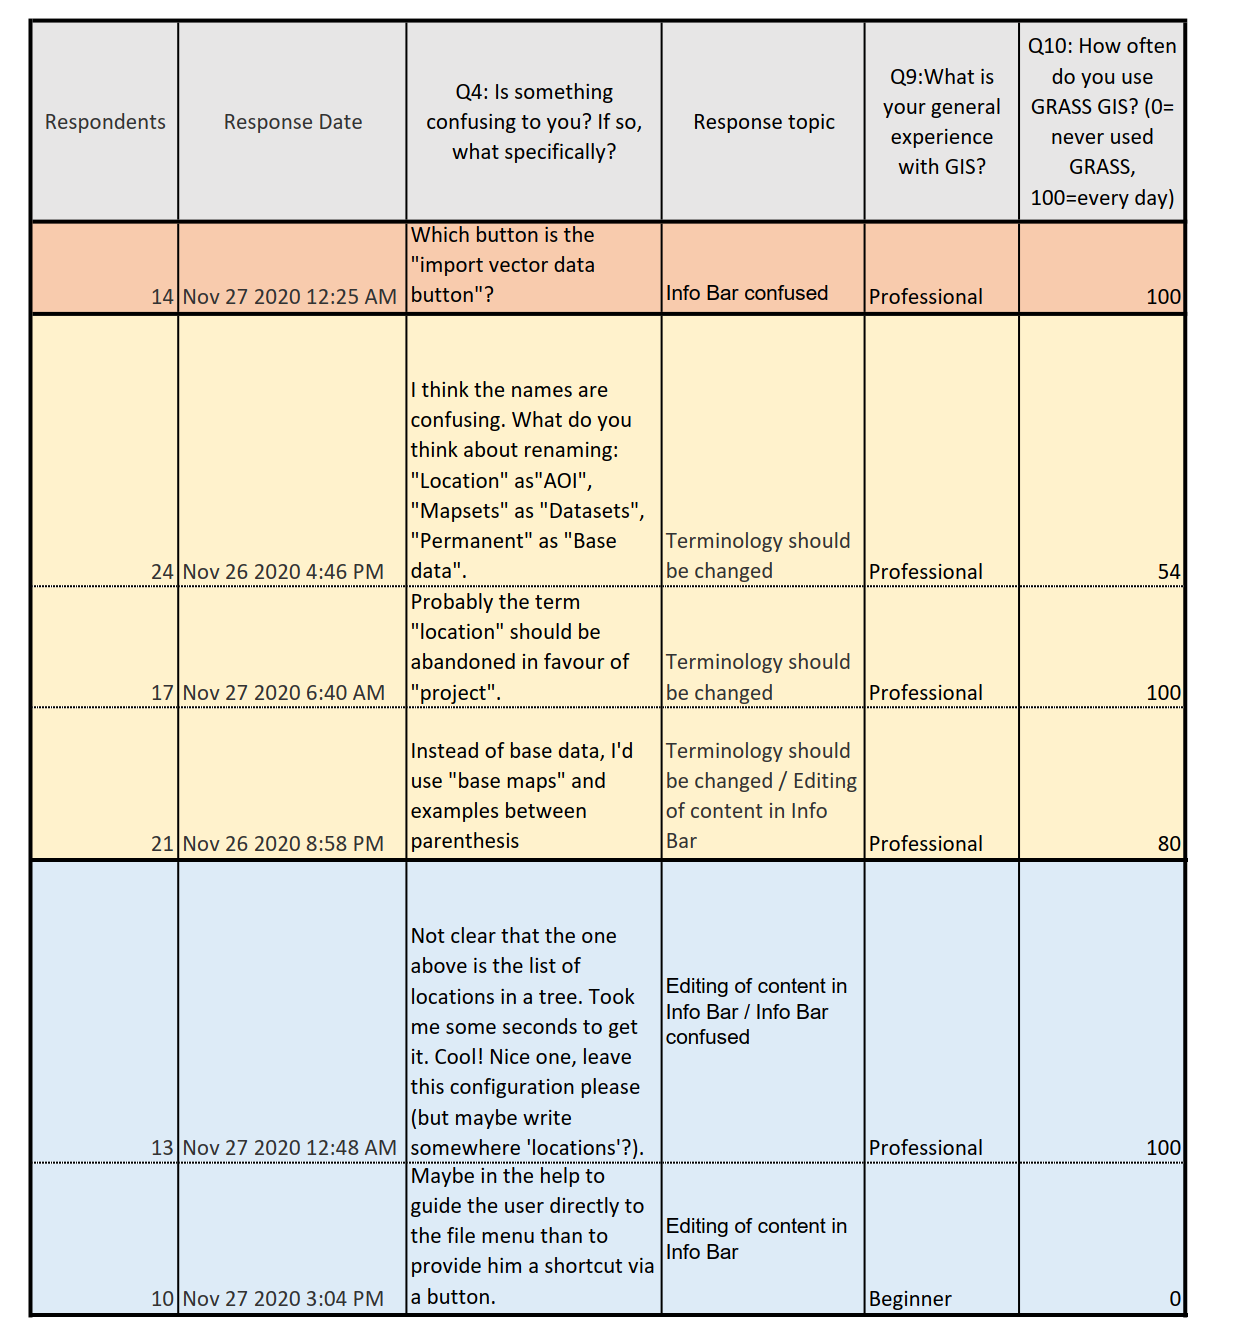 Respondents
Response Date
Q4: Is something
confusing to you? If so,
what specifically?
Response topic
Q9:What is
your general
experience
with GIS?
Q10: How often
do you use
GRASS GIS? (0=
never used
GRASS,
100=every day)
14
Nov 27 2020 12:25 AM
Which button is the
"import vector data
button"?
Info Bar confused
Professional
100
24
Nov 26 2020 4:46 PM
I think the names are
confusing. What do you
think about renaming:
"Location" as"AOI",
"Mapsets" as "Datasets",
"Permanent" as "Base
data".
Terminology should
be changed
Professional
54
17
Nov 27 2020 6:40 AM
Probably the term
"location" should be
abandoned in favour of
"project".
Terminology should
be changed
Professional
100
21
Nov 26 2020 8:58 PM
Instead of base data, I'd
use "base maps" and
examples between
parenthesis
Terminology should
be changed / Editing
of content in Info
Bar
Professional
80
13
Nov 27 2020 12:48 AM
Not clear that the one
above is the list of
locations in a tree. Took
me some seconds to get
it. Cool! Nice one, leave
this configuration please
(but maybe write
somewhere 'locations'?).
Editing of content in
Info Bar / Info Bar
confused
Professional
100
10
Nov 27 2020 3:04 PM
Maybe in the help to
guide the user directly to
the file menu than to
provide him a shortcut via
a button.
Editing of content in
Info Bar
Beginner
0